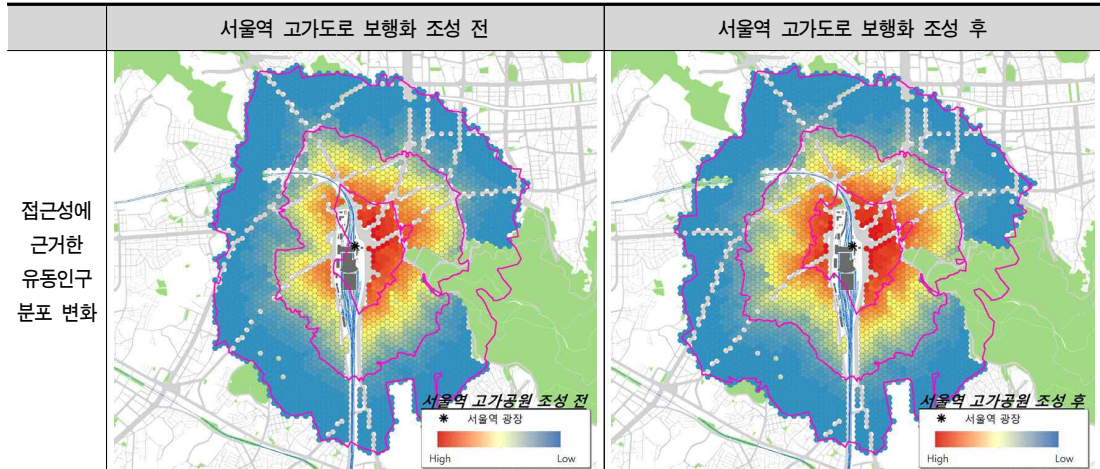 서울역 고가도로 보행화 조성 전
서울역 고가도로 보행화 조성 후
접근성에
근거한
유동인구
분포 변화
서울역 고가공원 조성 전
서울역 광장
High
Low
서울역 고가공원 조성 후
서울역 광장
High
Low